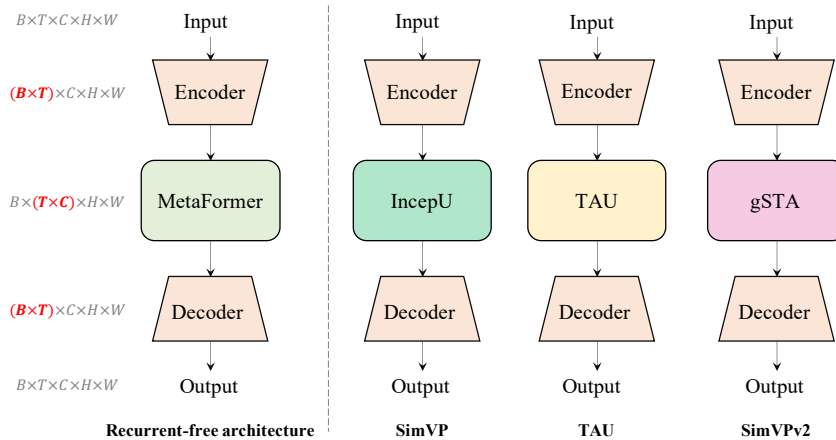 B×T×C×H×W Input Input Input Input
(B×T)×C×H×W Encoder Encoder Encoder Encoder
B×(T×C)×H×W MetaFormer IncepU TAU gSTA
(B×T)×C×H×W Decoder Decoder Decoder Decoder
B×T×C×H×W Output Output Output Output
Recurrent-free architecture SimVP TAU SimVPv2